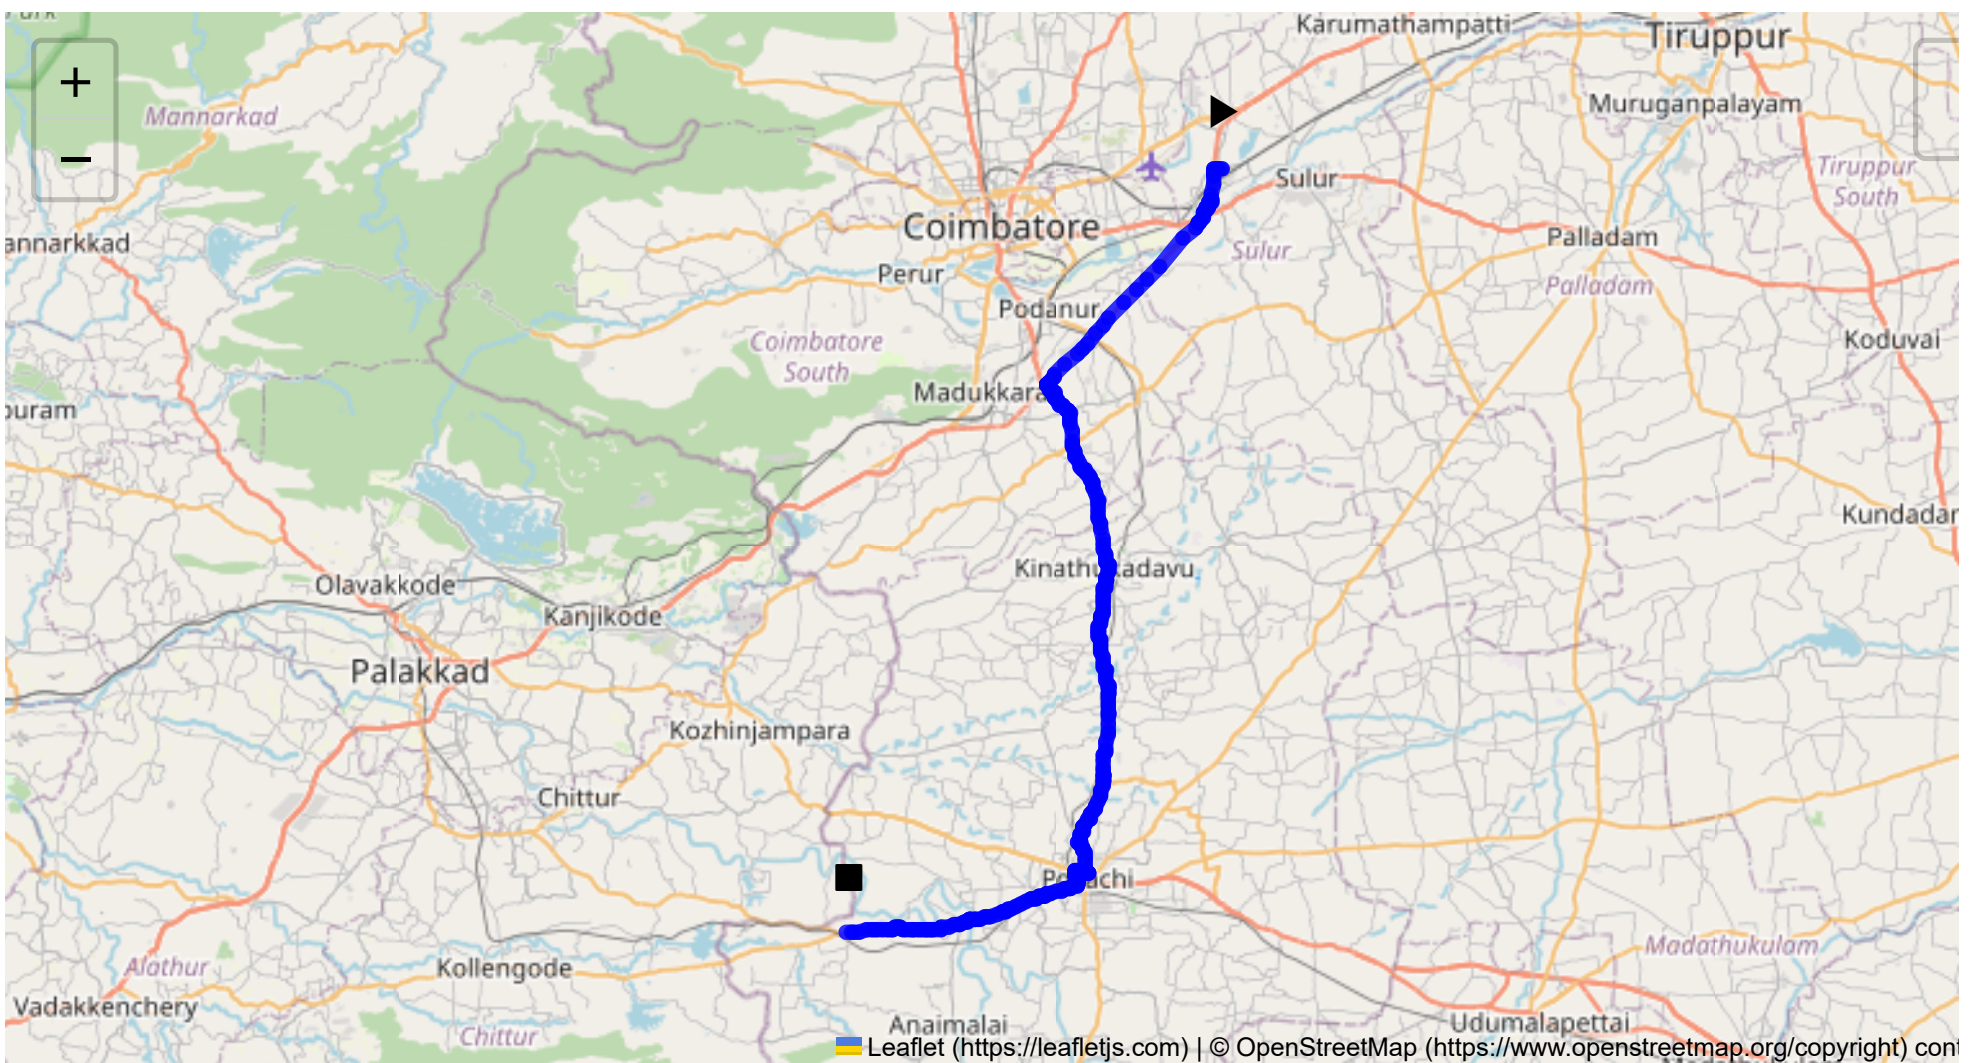 Karumathampatti
Tiruppur
+
Mannarkad
Muruganpalayam
−
Tiruppur
South
Sulur
annarkkad
Coimbatore
Palladam
Sulur
Perur
Palladam
Podanur
Coimbatore
South
Koduvai
Madukkara
ouram
Kundadar
Kinathukadavu
Olavakkode
Kanjikode
Palakkad
Kozhinjampara
Chittur
Madathukulam
Alathur
Kollengode
Vadakkenchery
Chittur
Anaimalai
Udumalapettai
Leaflet (https://leafletjs.com) | © OpenStreetMap (https://www.openstreetmap.org/copyright) cont